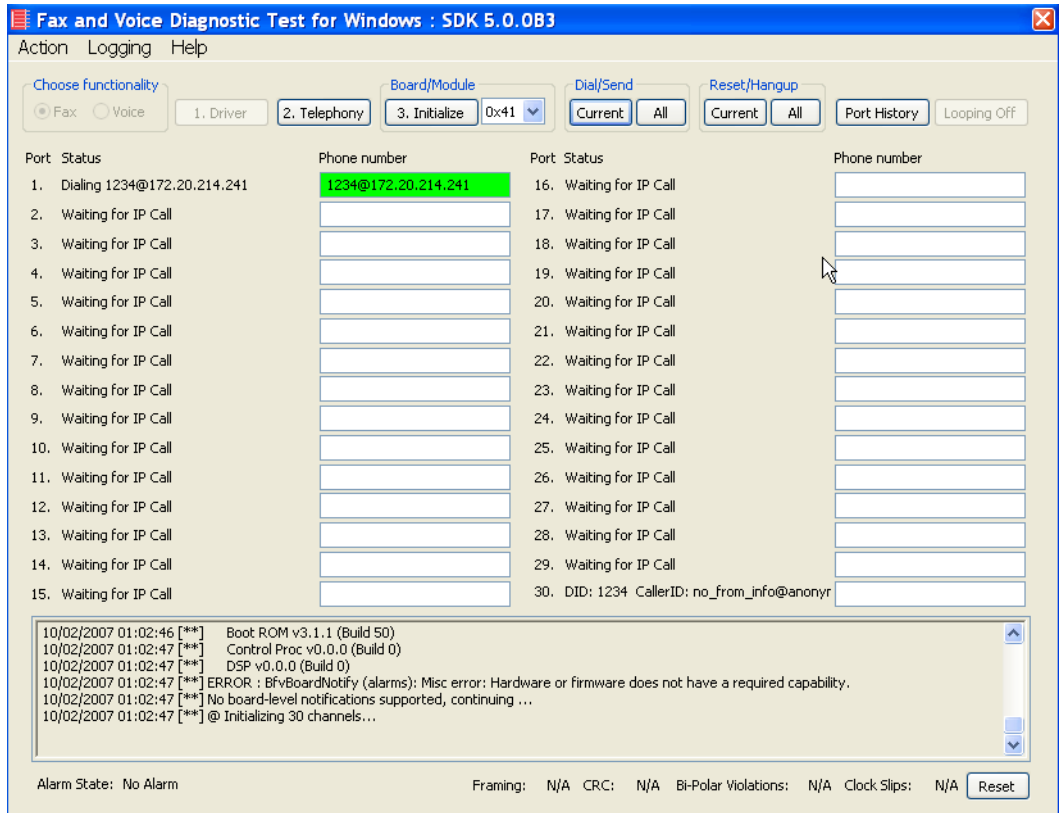 Fax and Voice Diagnostic Test for Windows : SDK 5.0.0B3
Action Logging Help
Choose functionality Board/Module Dial/Send Reset/Hangup
Fax Voice 1. Driver 2. Telephony 3. Initialize 0x41 Current All Current All Port History Looping Off
Port Status Phone number Port Status Phone number
1. Dialing 1234@172.20.214.241 1234@172.20.214.241 16. Waiting for IP Call
2. Waiting for IP Call 17. Waiting for IP Call
3. Waiting for IP Call 18. Waiting for IP Call
4. Waiting for IP Call 19. Waiting for IP Call
5. Waiting for IP Call 20. Waiting for IP Call
6. Waiting for IP Call 21. Waiting for IP Call
7. Waiting for IP Call 22. Waiting for IP Call
8. Waiting for IP Call 23. Waiting for IP Call
9. Waiting for IP Call 24. Waiting for IP Call
10. Waiting for IP Call 25. Waiting for IP Call
11. Waiting for IP Call 26. Waiting for IP Call
12. Waiting for IP Call 27. Waiting for IP Call
13. Waiting for IP Call 28. Waiting for IP Call
14. Waiting for IP Call 29. Waiting for IP Call
15. Waiting for IP Call 30. DID: 1234 CallerID: no_from_info@anonyr
10/02/2007 01:02:46 [**] Boot ROM v3.1.1 (Build 50)
10/02/2007 01:02:47 [**] Control Proc v0.0.0 (Build 0)
10/02/2007 01:02:47 [**] DSP v0.0.0 (Build 0)
10/02/2007 01:02:47 [**] ERROR : BfvBoardNotify (alarms): Misc error: Hardware or firmware does not have a required capability.
10/02/2007 01:02:47 [**] No board-level notifications supported, continuing ...
10/02/2007 01:02:47 [**] @ Initializing 30 channels...
Alarm State: No Alarm Framing: N/A CRC: N/A Bi-Polar Violations: N/A Clock Slips: N/A Reset